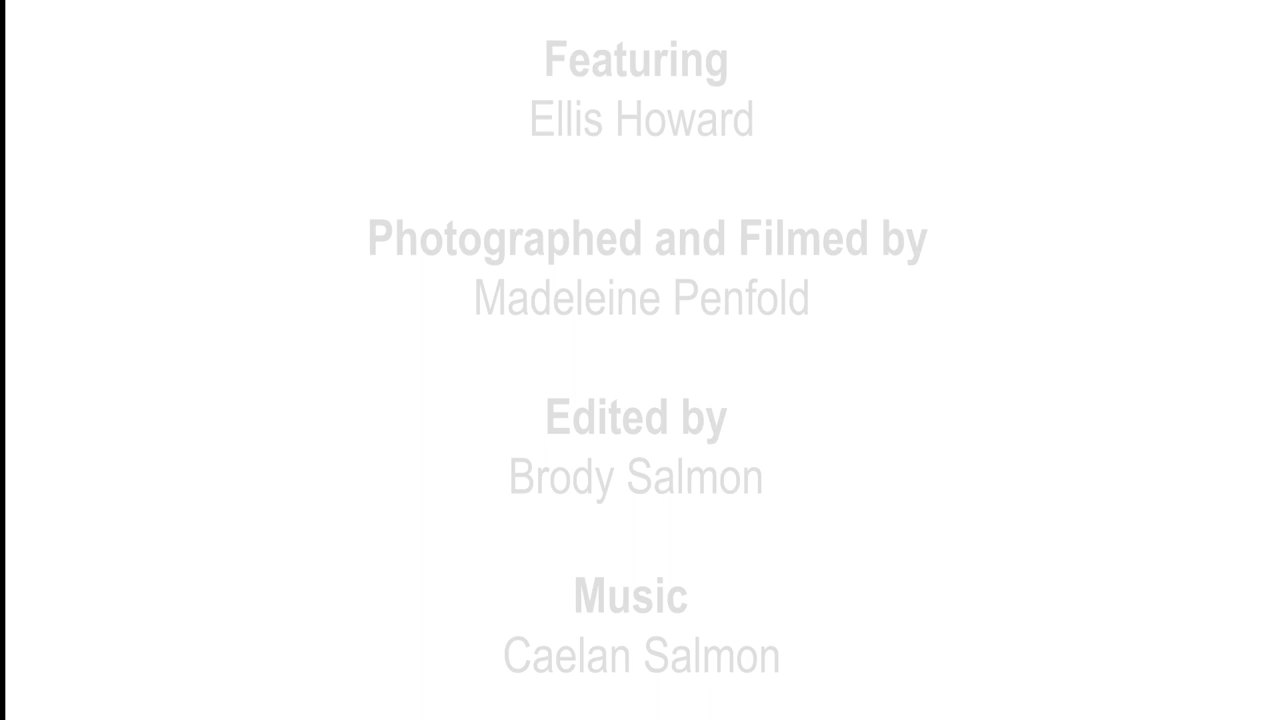 Featuring
Ellis Howard
Photographed and Filmed by
Madeleine Penfold
Edited by
Brody Salmon
Music
Caelan Salmon